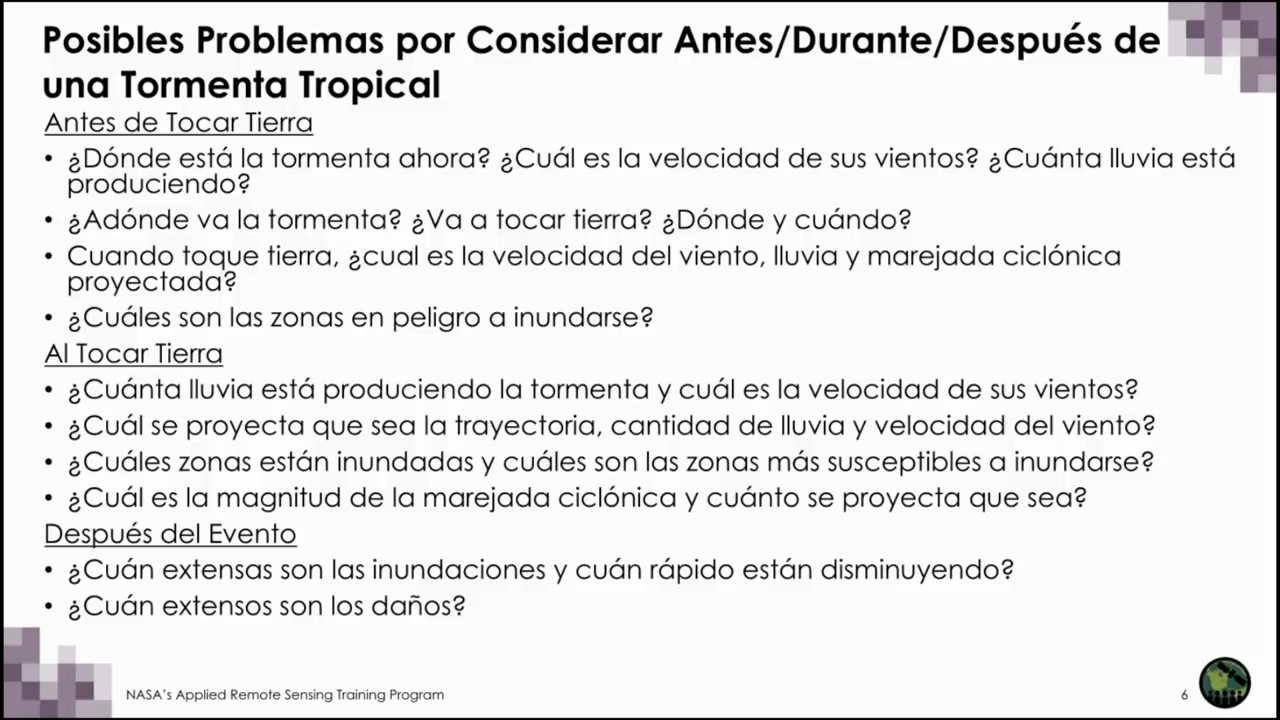 Posibles Problemas por Considerar Antes/Durante/Después de
una Tormenta Tropical
Antes de Tocar Tierra
• ¿Dónde está la tormenta ahora? ¿Cuál es la velocidad de sus vientos? ¿Cuánta lluvia está
produciendo?
• ¿Adónde va la tormenta? ¿Va a tocar tierra? ¿Dónde y cuándo?
• Cuando toque tierra, ¿cual es la velocidad del viento, lluvia y marejada ciclónica
proyectada?
• ¿Cuáles son las zonas en peligro a inundarse?
Al Tocar Tierra
• ¿Cuánta lluvia está produciendo la tormenta y cuál es la velocidad de sus vientos?
• ¿Cuál se proyecta que sea la trayectoria, cantidad de lluvia y velocidad del viento?
• ¿Cuáles zonas están inundadas y cuáles son las zonas más susceptibles a inundarse?
• ¿Cuál es la magnitud de la marejada ciclónica y cuánto se proyecta que sea?
Después del Evento
• ¿Cuán extensas son las inundaciones y cuán rápido están disminuyendo?
• ¿Cuán extensos son los daños?
NASA's Applied Remote Sensing Training Program
6